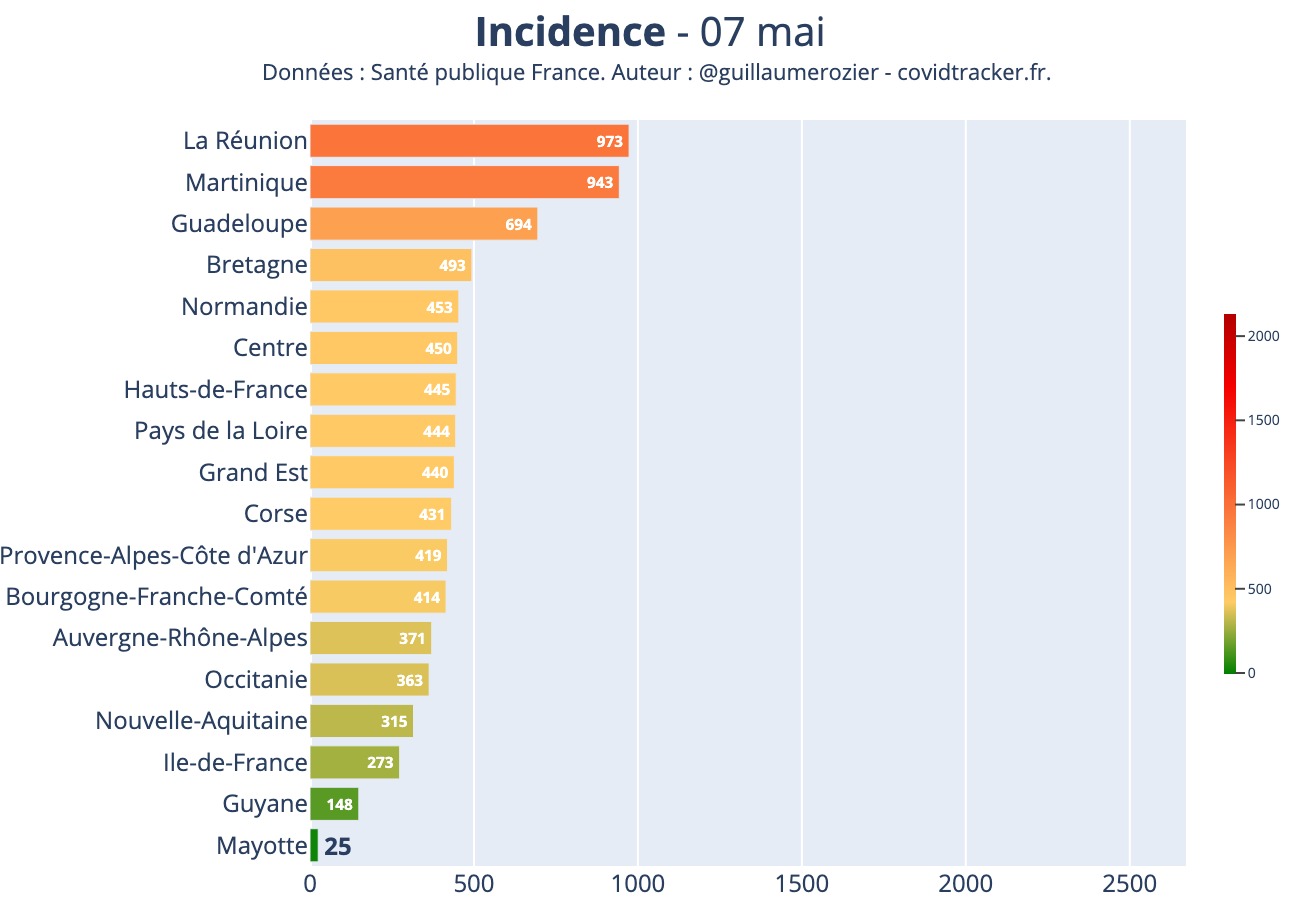 Incidence - 07 mai
Données : Santé publique France. Auteur : @guillaumerozier - covidtracker.fr.
La Réunion 973
Martinique 943
Guadeloupe 694
Bretagne 493
Normandie 453
Centre 450
Hauts-de-France 445
Pays de la Loire 444
Grand Est 440
Corse 431
Provence-Alpes-Côte d'Azur 419
Bourgogne-Franche-Comté 414
Auvergne-Rhône-Alpes 371
Occitanie 363
Nouvelle-Aquitaine 315
Ile-de-France 273
Guyane 148
Mayotte 25
0 500 1000 1500 2000 2500
2000
1500
1000
500
0